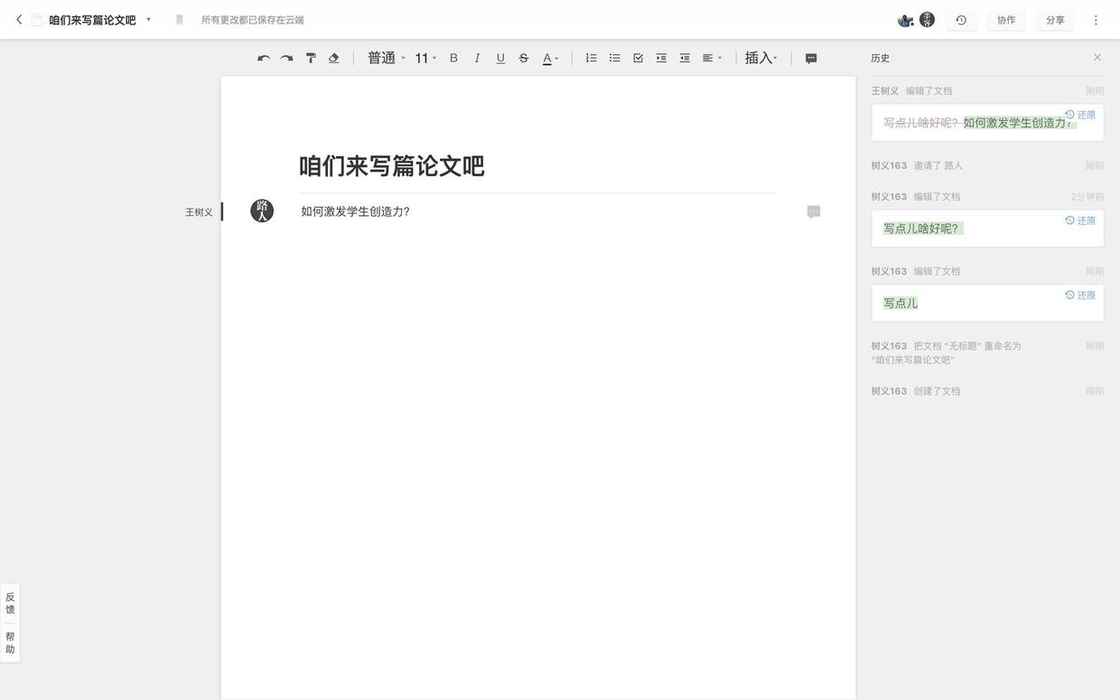 咱们来写篇论文吧
所有更改都已保存在云端
协作
分享
普通
11
B
I
U
S
A
插入
咱们来写篇论文吧
王树义
路人
如何激发学生创造力?
历史
王树义 编辑了文档 刚刚
还原
写点儿啥好呢? 如何激发学生创造力?
树义163 邀请了 路人 刚刚
树义163 编辑了文档 2分钟前
还原
写点儿啥好呢?
树义163 编辑了文档 刚刚
还原
写点儿
树义163 把文档 "无标题" 重命名为 刚刚
"咱们来写篇论文吧"
树义163 创建了文档 刚刚
反馈
帮助